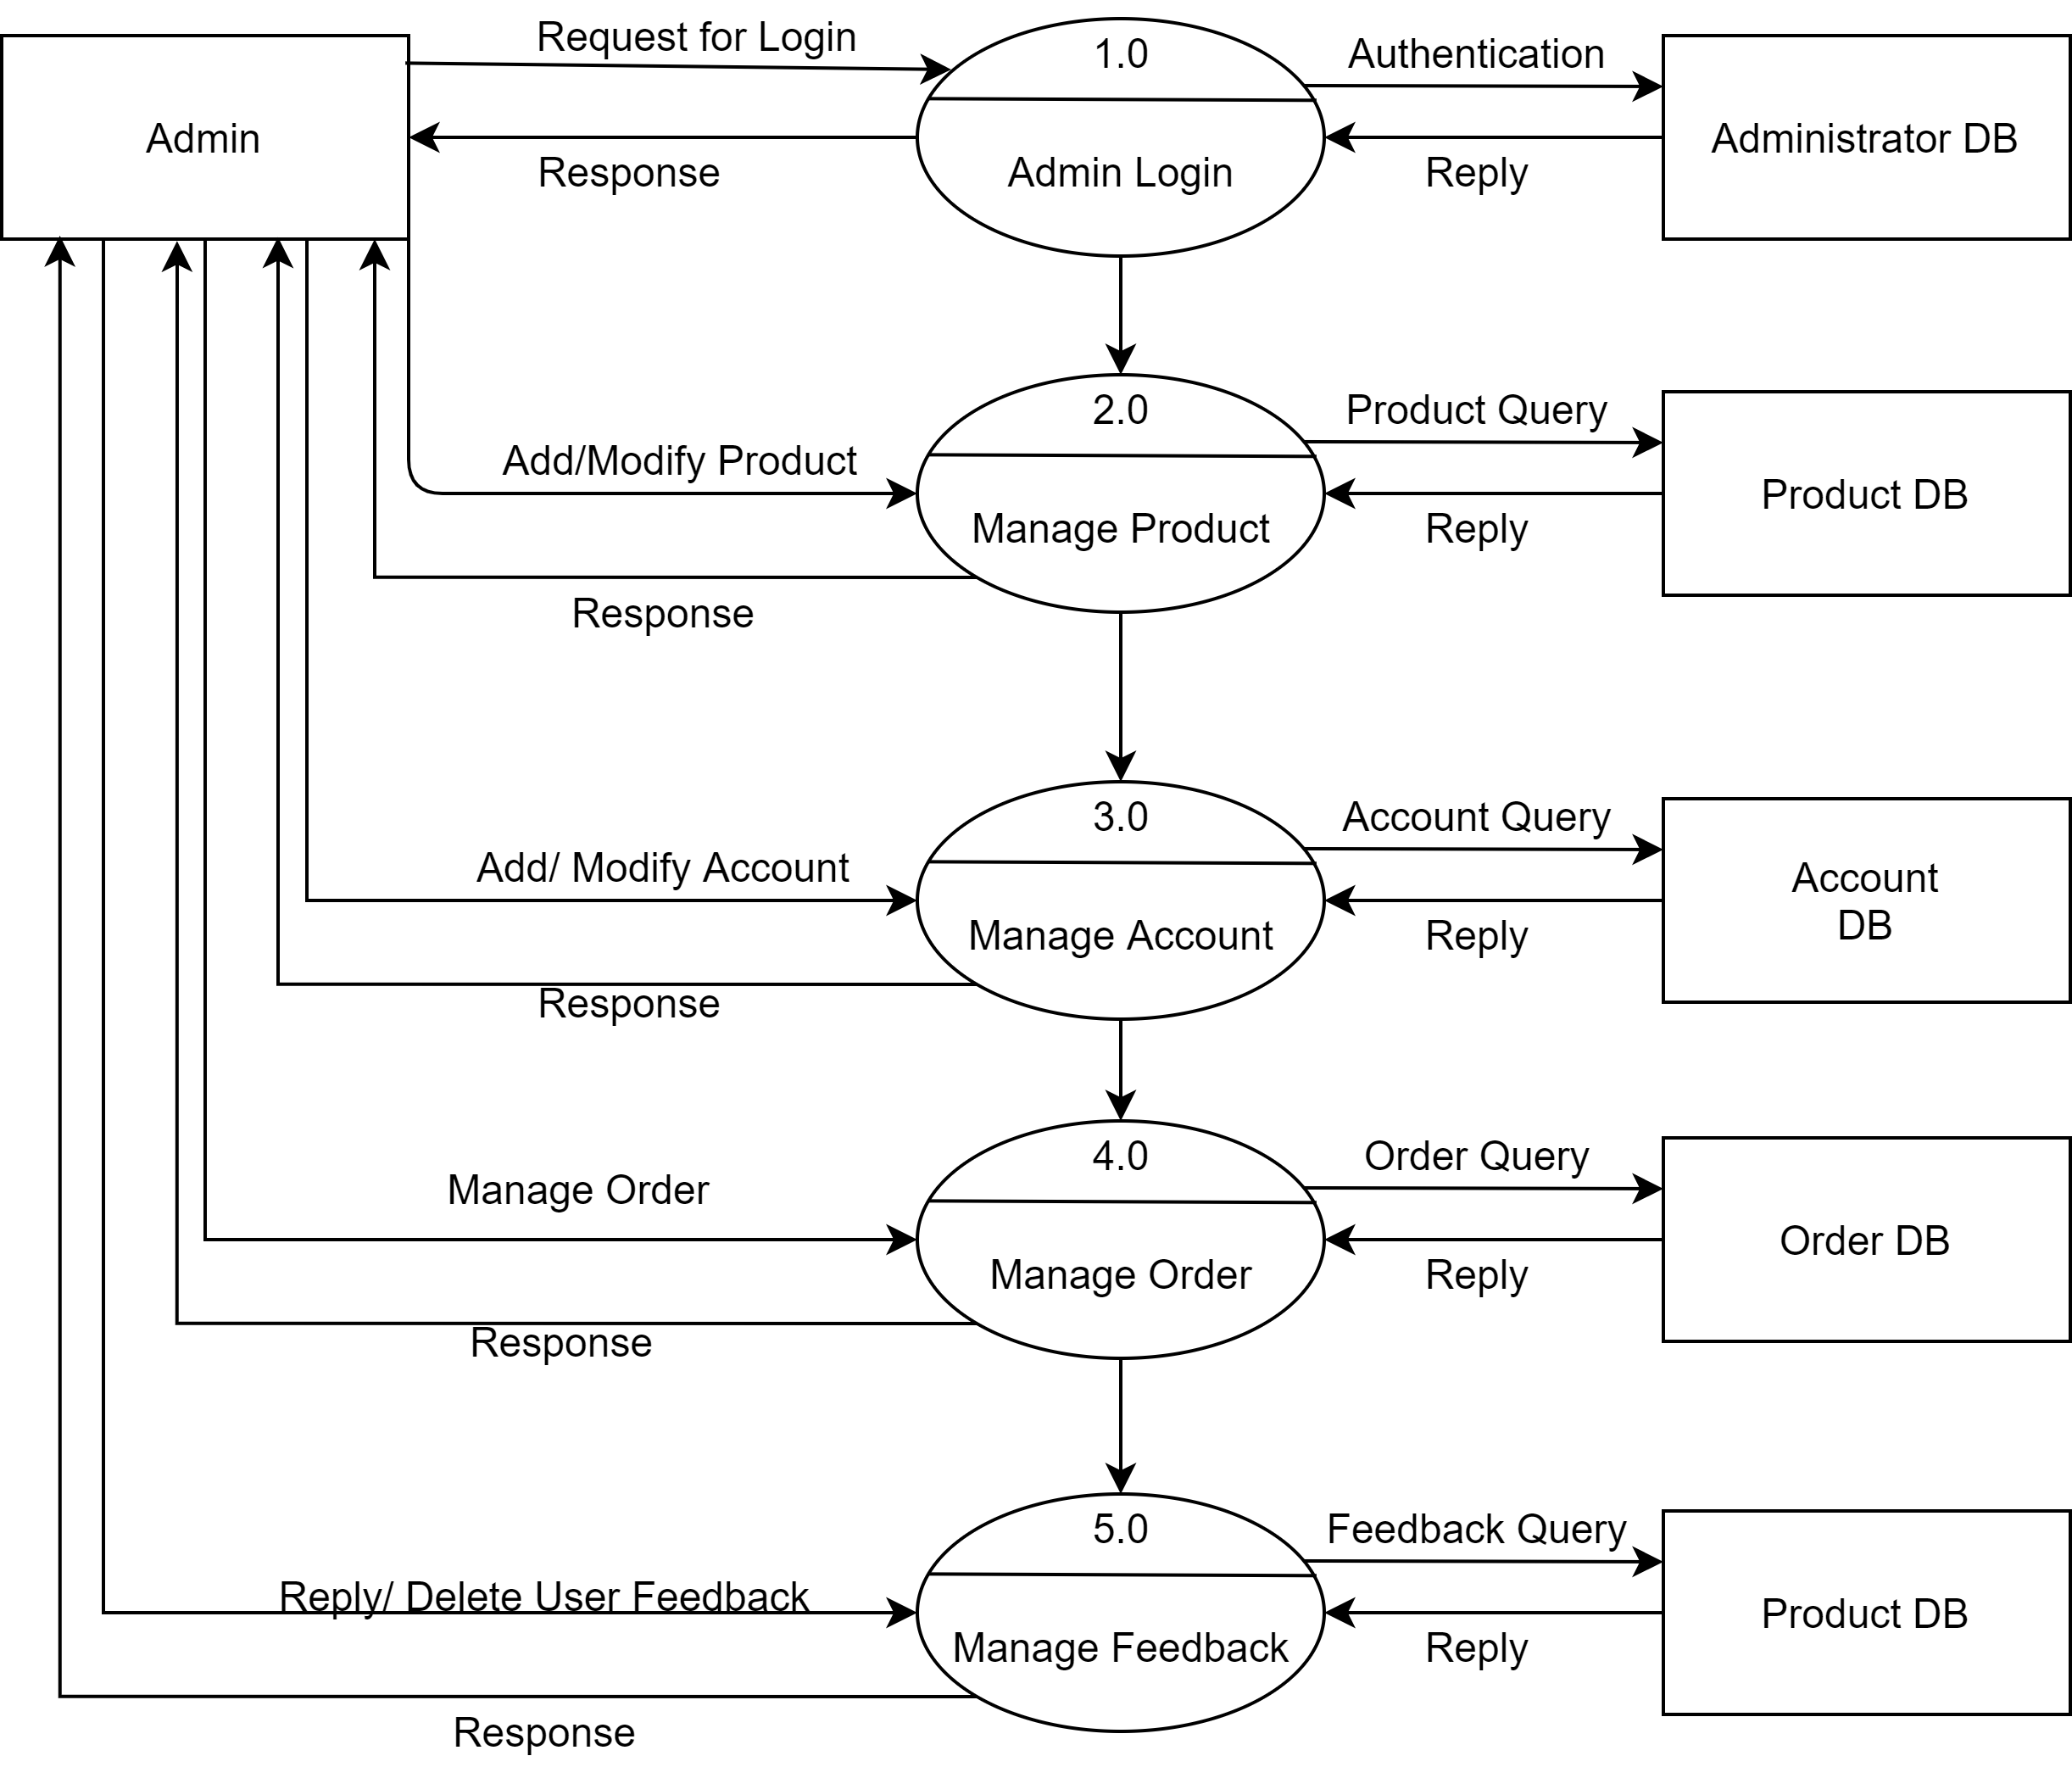 Request for Login
1.0
Authentication
Admin
Administrator DB
Response
Admin Login
Reply
2.0
Product Query
Add/Modify Product
Product DB
Manage Product
Reply
Response
3.0
Account Query
Add/ Modify Account
Account
DB
Manage Account
Reply
Response
4.0
Order Query
Manage Order
Order DB
Manage Order
Reply
Response
5.0
Feedback Query
Reply/ Delete User Feedback
Product DB
Manage Feedback
Reply
Response